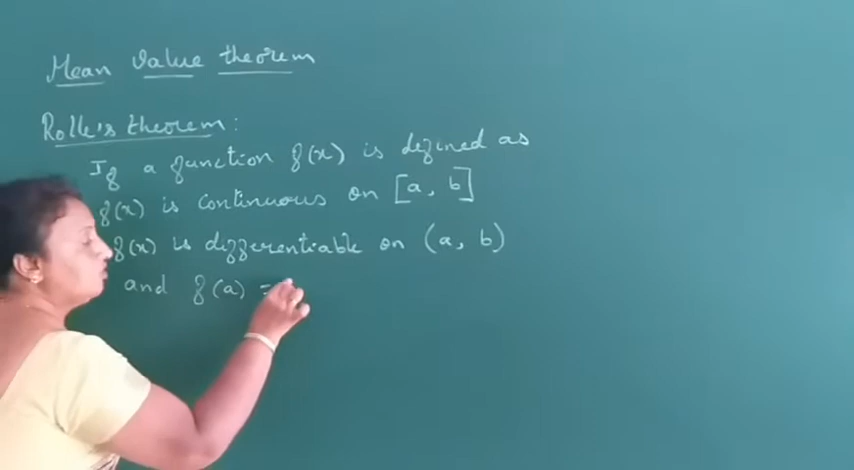 Mean value theorem
Rolle's theorem:
If a function f(x) is defined as
f(x) is continuous on [a, b]
f(x) is differentiable on (a, b)
and f(a) =